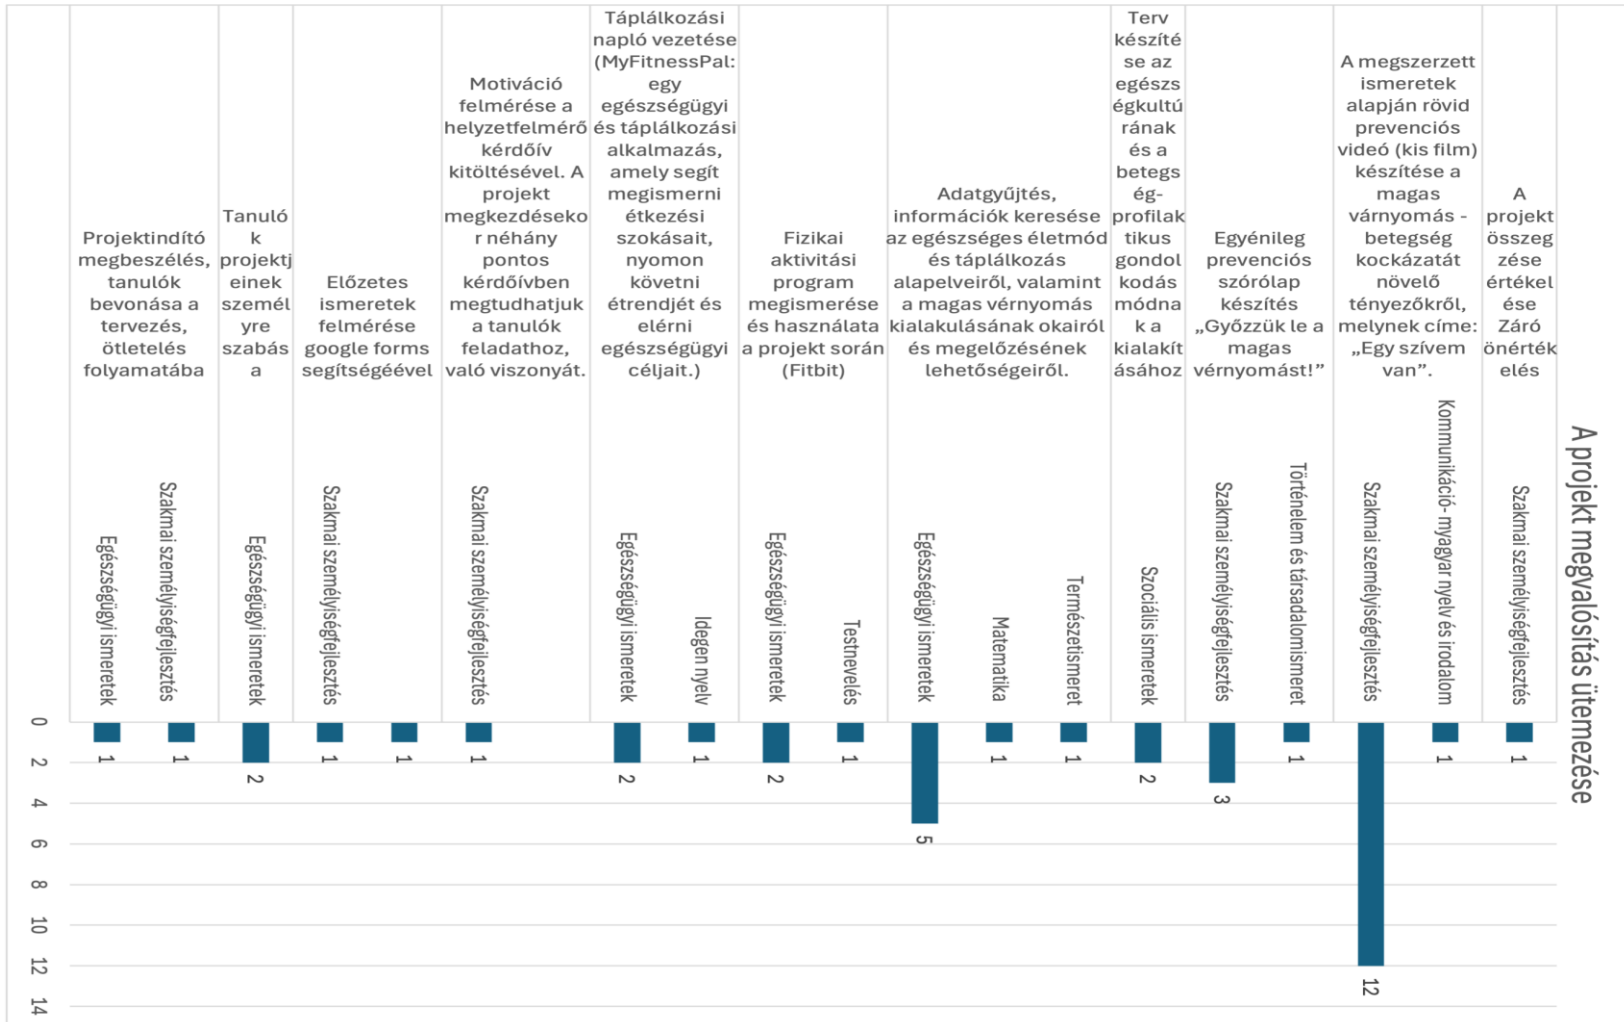 A projekt megvalósítás ütemezése
Projektindító
megbeszélés,
tanulók
bevonása a
tervezés,
ötletelés
folyamatába
Tanuló
k
projektj
einek
személ
yre
szabás
a
Előzetes
ismeretek
felmérése
google forms
segítségéével
Motiváció
felmérése a
helyzetfelmérő
kérdőív
kitöltésével. A
projekt
megkezdéseko
r néhány
pontos
kérdőívben
megtudhatjuk
a tanulók
feladathoz,
való viszonyát.
Táplálkozási
napló vezetése
(MyFitnessPal:
egy
egészségügyi
és táplálkozási
alkalmazás,
amely segít
megismerni
étkezési
szokásait,
nyomon
követni
étrendjét és
elérni
egészségügyi
céljait.)
Fizikai
aktivitási
program
megismerése
és használata
a projekt során
(Fitbit)
Adatgyűjtés,
információk keresése
az egészséges életmód
és táplálkozás
alapelveiről, valamint
a magas vérnyomás
kialakulásának okairól
és megelőzésének
lehetőségeiről.
Terv
készíté
se az
egészs
égkultú
rának
és a
betegs
ég-
profilak
tikus
gondol
kodás
módna
k a
kialakít
ásához
Egyénileg
prevenciós
szórólap
készítés
„Győzzük le a
magas
vérnyomást!”
A megszerzett
ismeretek
alapján rövid
prevenciós
videó (kis film)
készítése a
magas
várnyomás -
betegség
kockázatát
növelő
tényezőkről,
melynek címe:
„Egy szívem
van”.
A
projekt
összeg
zése
értékel
ése
Záró
önérték
elés
Egészségügyi ismeretek
Szakmai személyiségfejlesztés
Egészségügyi ismeretek
Szakmai személyiségfejlesztés
Szakmai személyiségfejlesztés
Egészségügyi ismeretek
Idegen nyelv
Egészségügyi ismeretek
Testnevelés
Egészségügyi ismeretek
Matematika
Természetismeret
Szociális ismeretek
Szakmai személyiségfejlesztés
Történelem és társadalomismeret
Szakmai személyiségfejlesztés
Kommunikáció- myagyar nyelv és irodalom
Szakmai személyiségfejlesztés
1
1
2
1
1
1
2
1
2
1
5
1
1
2
3
1
12
1
1
0
2
4
6
8
10
12
14